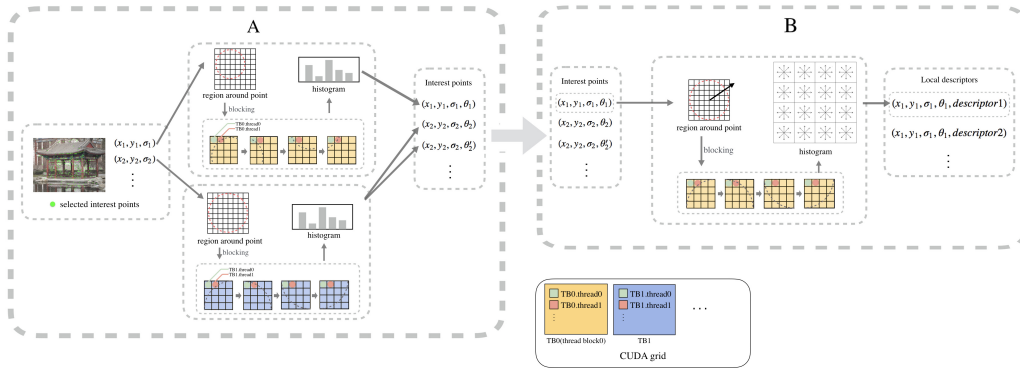 A
(x₁, y₁, σ₁)
(x₂, y₂, σ₂)
⋮
selected interest points
region around point
blocking
TB0.thread0
TB0.thread1
histogram
region around point
blocking
TB1.thread0
TB1.thread1
histogram
Interest points
(x₁, y₁, σ₁, θ₁)
(x₂, y₂, σ₂, θ₂)
(x₂, y₂, σ₂, θ₂′)
⋮
B
Interest points
(x₁, y₁, σ₁, θ₁)
(x₂, y₂, σ₂, θ₂)
(x₂, y₂, σ₂, θ₂′)
⋮
region around point
blocking
histogram
Local descriptors
(x₁, y₁, σ₁, θ₁, descriptor1)
(x₁, y₁, σ₁, θ₁, descriptor2)
⋮
TB0.thread0
TB0.thread1
⋮
TB0(thread block0)
TB1.thread0
TB1.thread1
⋮
TB1
...
CUDA grid